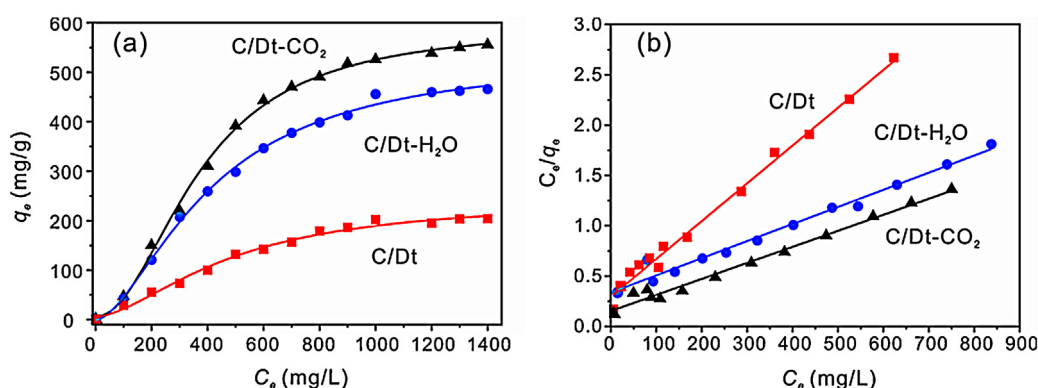 (a)
C/Dt-CO₂
C/Dt-H₂O
C/Dt
600
500
400
300
200
100
0
qₑ (mg/g)
0 200 400 600 800 1000 1200 1400
Cₑ (mg/L)
(b)
C/Dt
C/Dt-H₂O
C/Dt-CO₂
3.0
2.5
2.0
1.5
1.0
0.5
0.0
Cₑ/qₑ
0 100 200 300 400 500 600 700 800 900
Cₑ (mg/L)